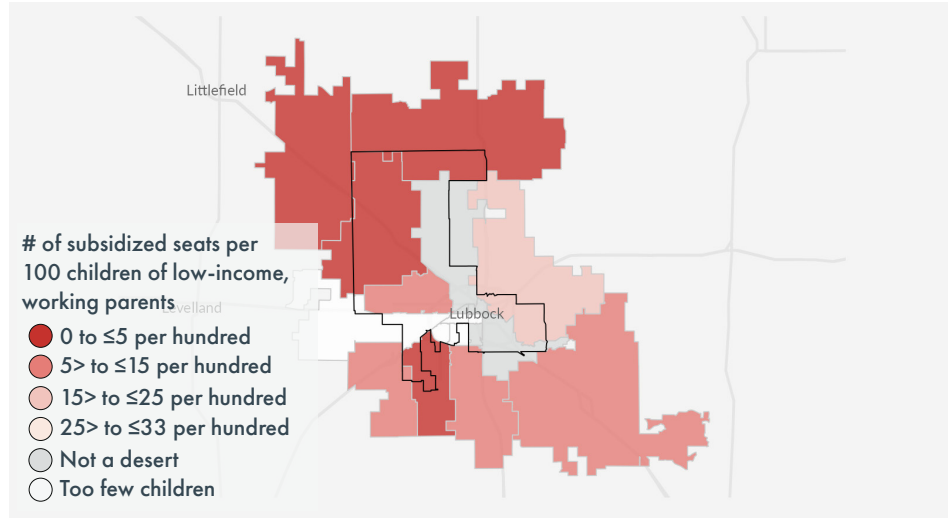 Littlefield
# of subsidized seats per
100 children of low-income,
working parents
Levelland
Lubbock
0 to ≤5 per hundred
5> to ≤15 per hundred
15> to ≤25 per hundred
25> to ≤33 per hundred
Not a desert
Too few children